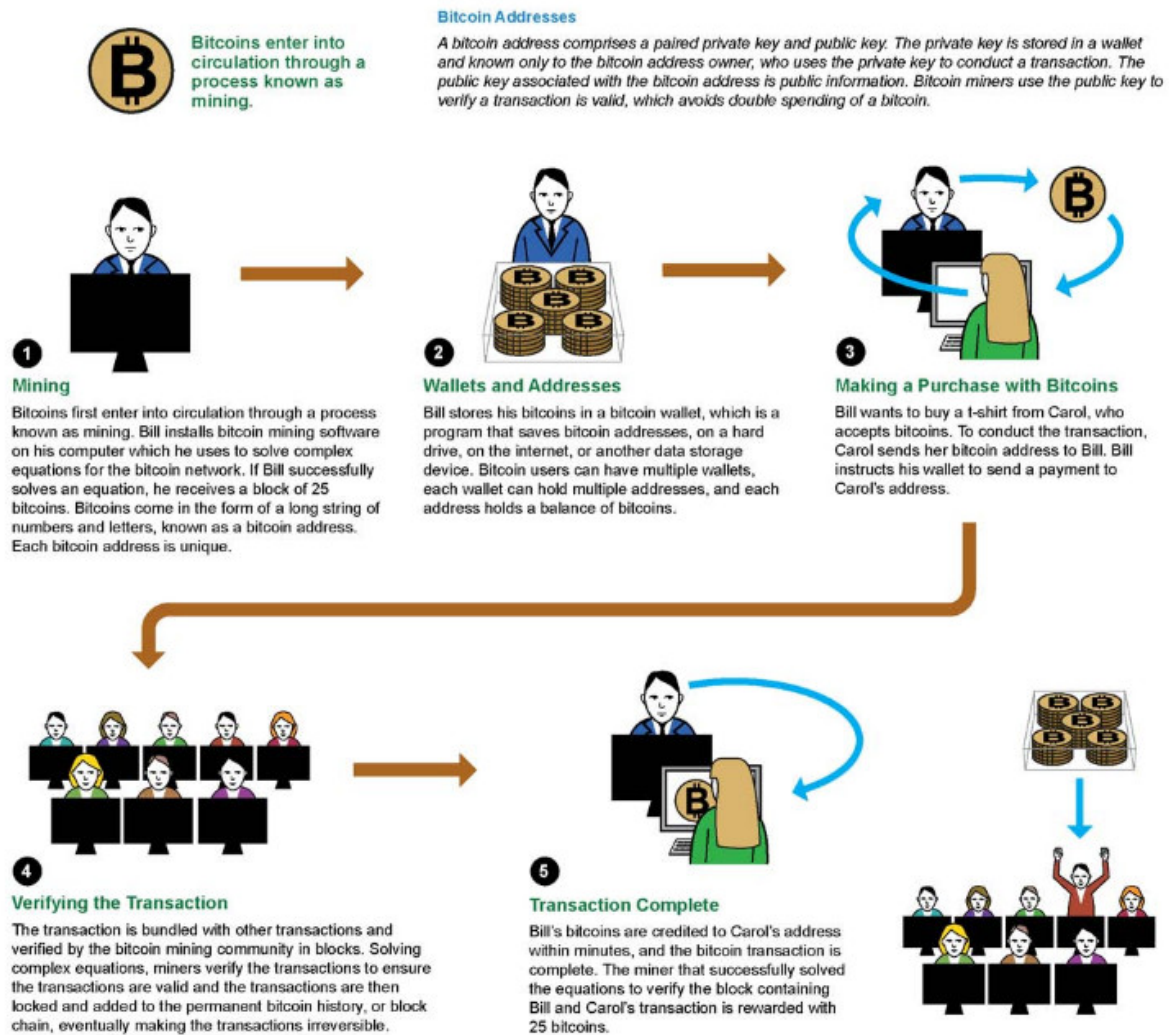 Bitcoins enter into
circulation through a
process known as
mining.
Bitcoin Addresses
A bitcoin address comprises a paired private key and public key. The private key is stored in a wallet
and known only to the bitcoin address owner, who uses the private key to conduct a transaction. The
public key associated with the bitcoin address is public information. Bitcoin miners use the public key to
verify a transaction is valid, which avoids double spending of a bitcoin.
1
Mining
Bitcoins first enter into circulation through a process
known as mining. Bill installs bitcoin mining software
on his computer which he uses to solve complex
equations for the bitcoin network. If Bill successfully
solves an equation, he receives a block of 25
bitcoins. Bitcoins come in the form of a long string of
numbers and letters, known as a bitcoin address.
Each bitcoin address is unique.
2
Wallets and Addresses
Bill stores his bitcoins in a bitcoin wallet, which is a
program that saves bitcoin addresses, on a hard
drive, on the internet, or another data storage
device. Bitcoin users can have multiple wallets,
each wallet can hold multiple addresses, and each
address holds a balance of bitcoins.
3
Making a Purchase with Bitcoins
Bill wants to buy a t-shirt from Carol, who
accepts bitcoins. To conduct the transaction,
Carol sends her bitcoin address to Bill. Bill
instructs his wallet to send a payment to
Carol's address.
4
Verifying the Transaction
The transaction is bundled with other transactions and
verified by the bitcoin mining community in blocks. Solving
complex equations, miners verify the transactions to ensure
the transactions are valid and the transactions are then
locked and added to the permanent bitcoin history, or block
chain, eventually making the transactions irreversible.
5
Transaction Complete
Bill's bitcoins are credited to Carol's address
within minutes, and the bitcoin transaction is
complete. The miner that successfully solved
the equations to verify the block containing
Bill and Carol's transaction is rewarded with
25 bitcoins.